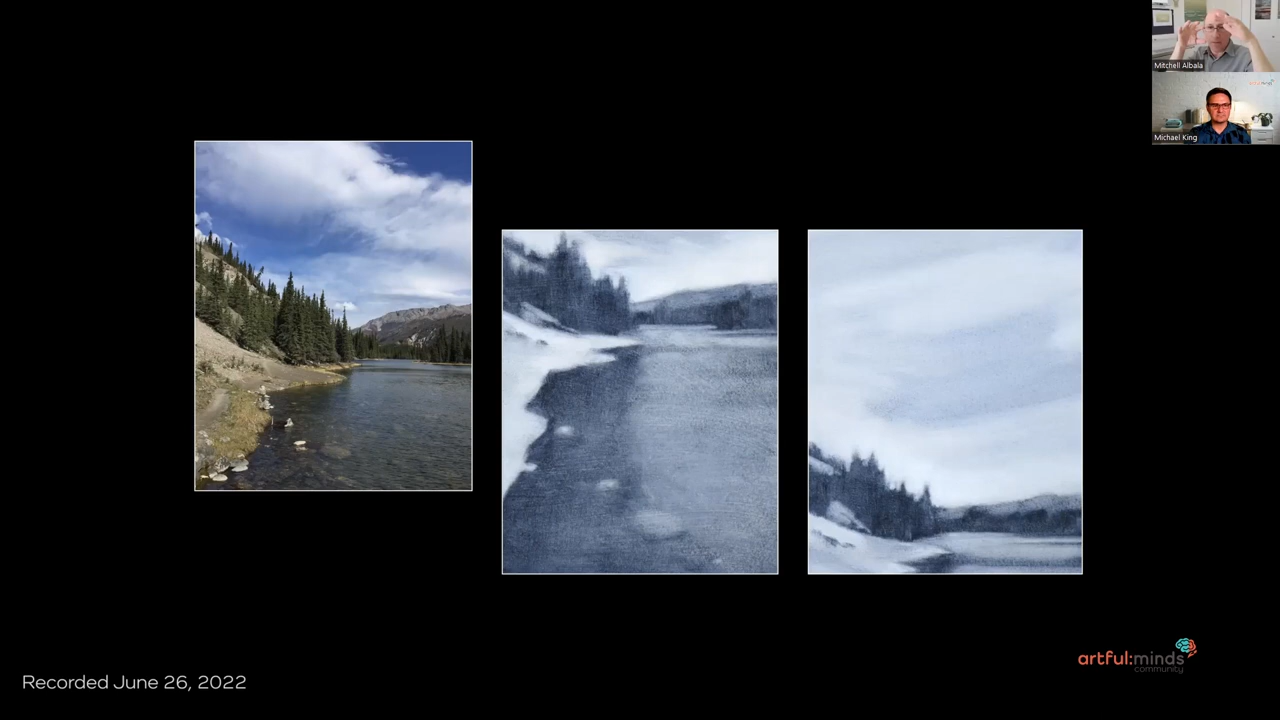 Mitchell Albala
Michael King
artful:minds
community
Recorded June 26, 2022